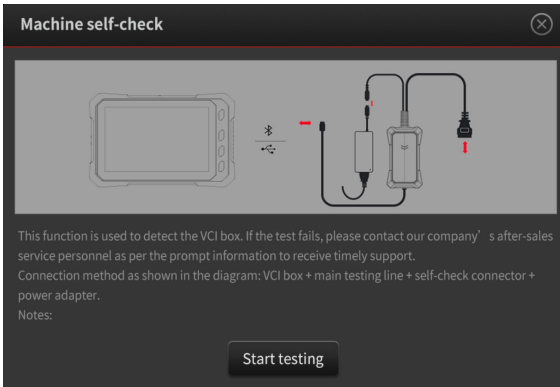 Machine self-check
This function is used to detect the VCI box. If the test fails, please contact our company’ s after-sales
service personnel as per the prompt information to receive timely support.
Connection method as shown in the diagram: VCI box + main testing line + self-check connector +
power adapter.
Notes:
Start testing